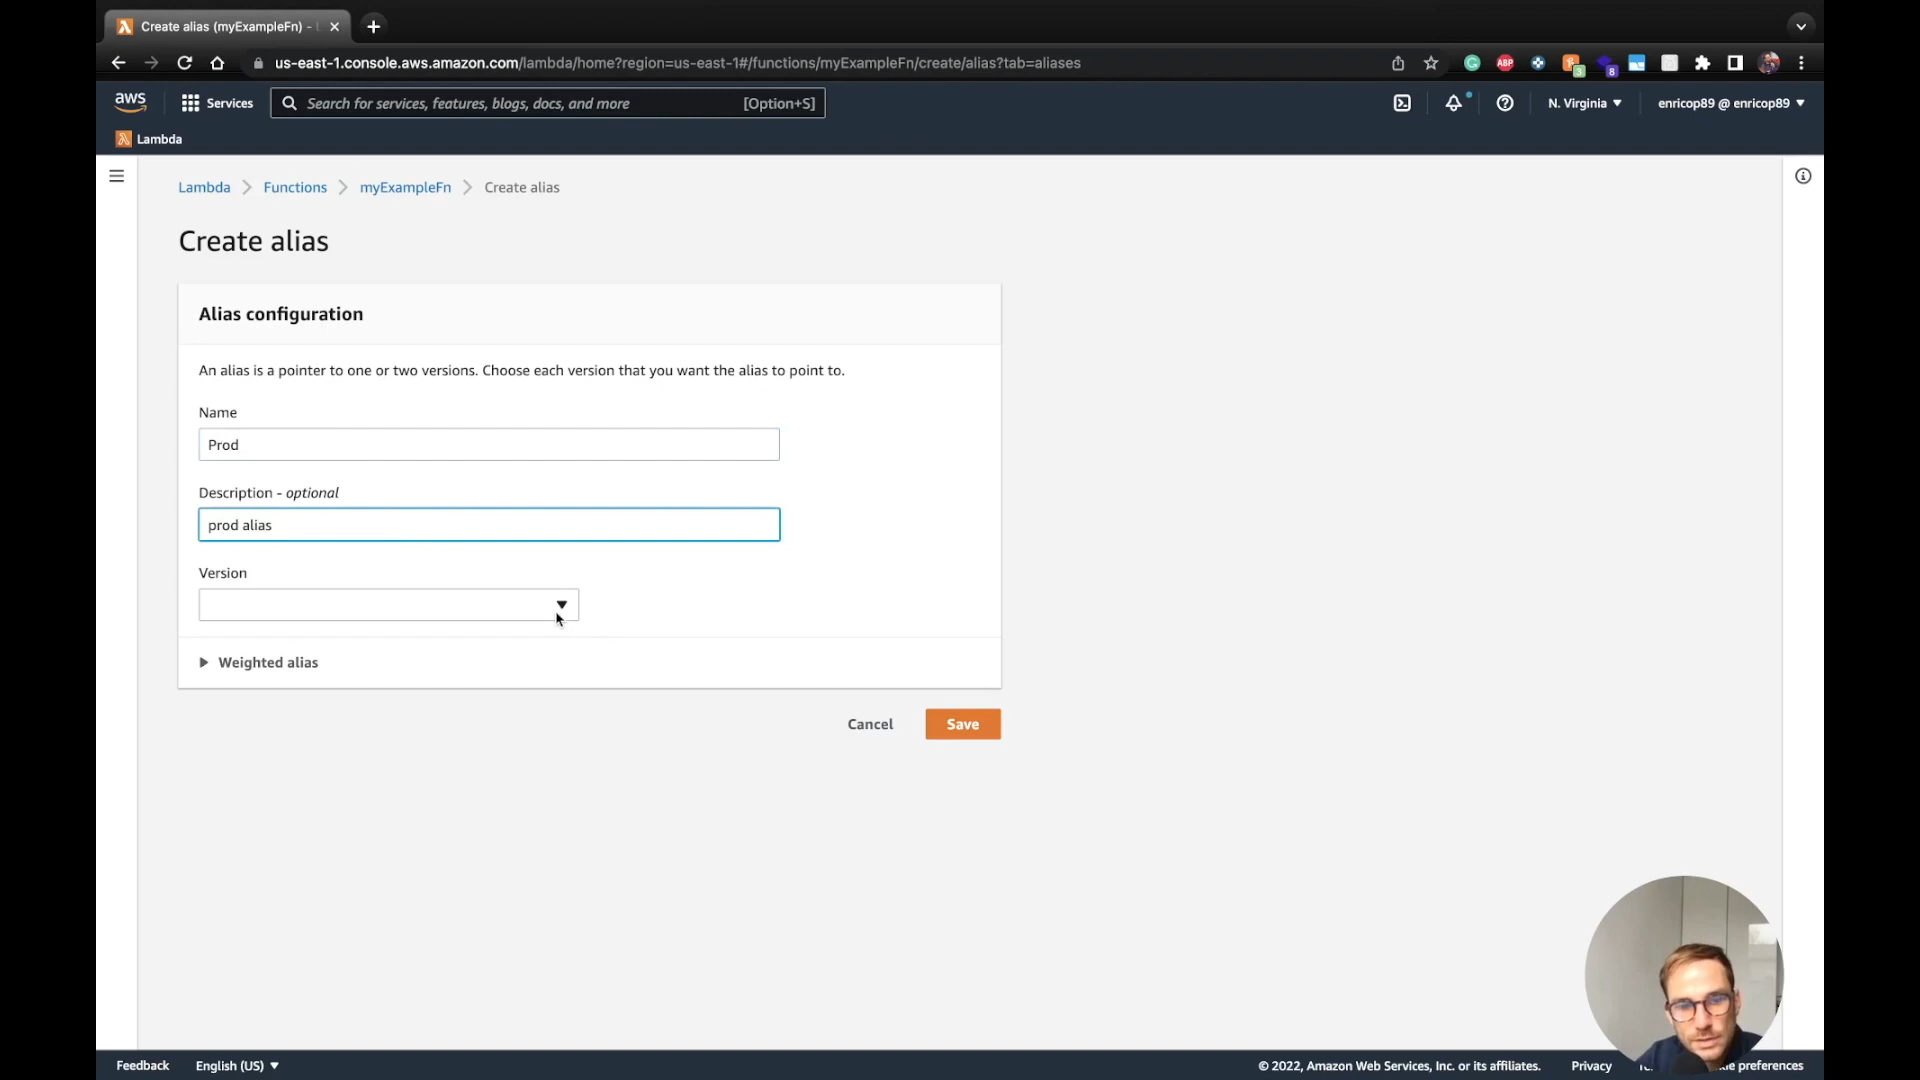 Create alias (myExampleFn) -
us-east-1.console.aws.amazon.com/lambda/home?region=us-east-1#/functions/myExampleFn/create/alias?tab=aliases
ABP
3
8
aws
Services
Search for services, features, blogs, docs, and more
[Option+S]
N. Virginia
enricop89 @ enricop89
Lambda
Lambda Functions myExampleFn Create alias
Create alias
Alias configuration
An alias is a pointer to one or two versions. Choose each version that you want the alias to point to.
Name
Prod
Description - optional
prod alias
Version
Weighted alias
Cancel
Save
Feedback
English (US)
© 2022, Amazon Web Services, Inc. or its affiliates.
Privacy
preferences